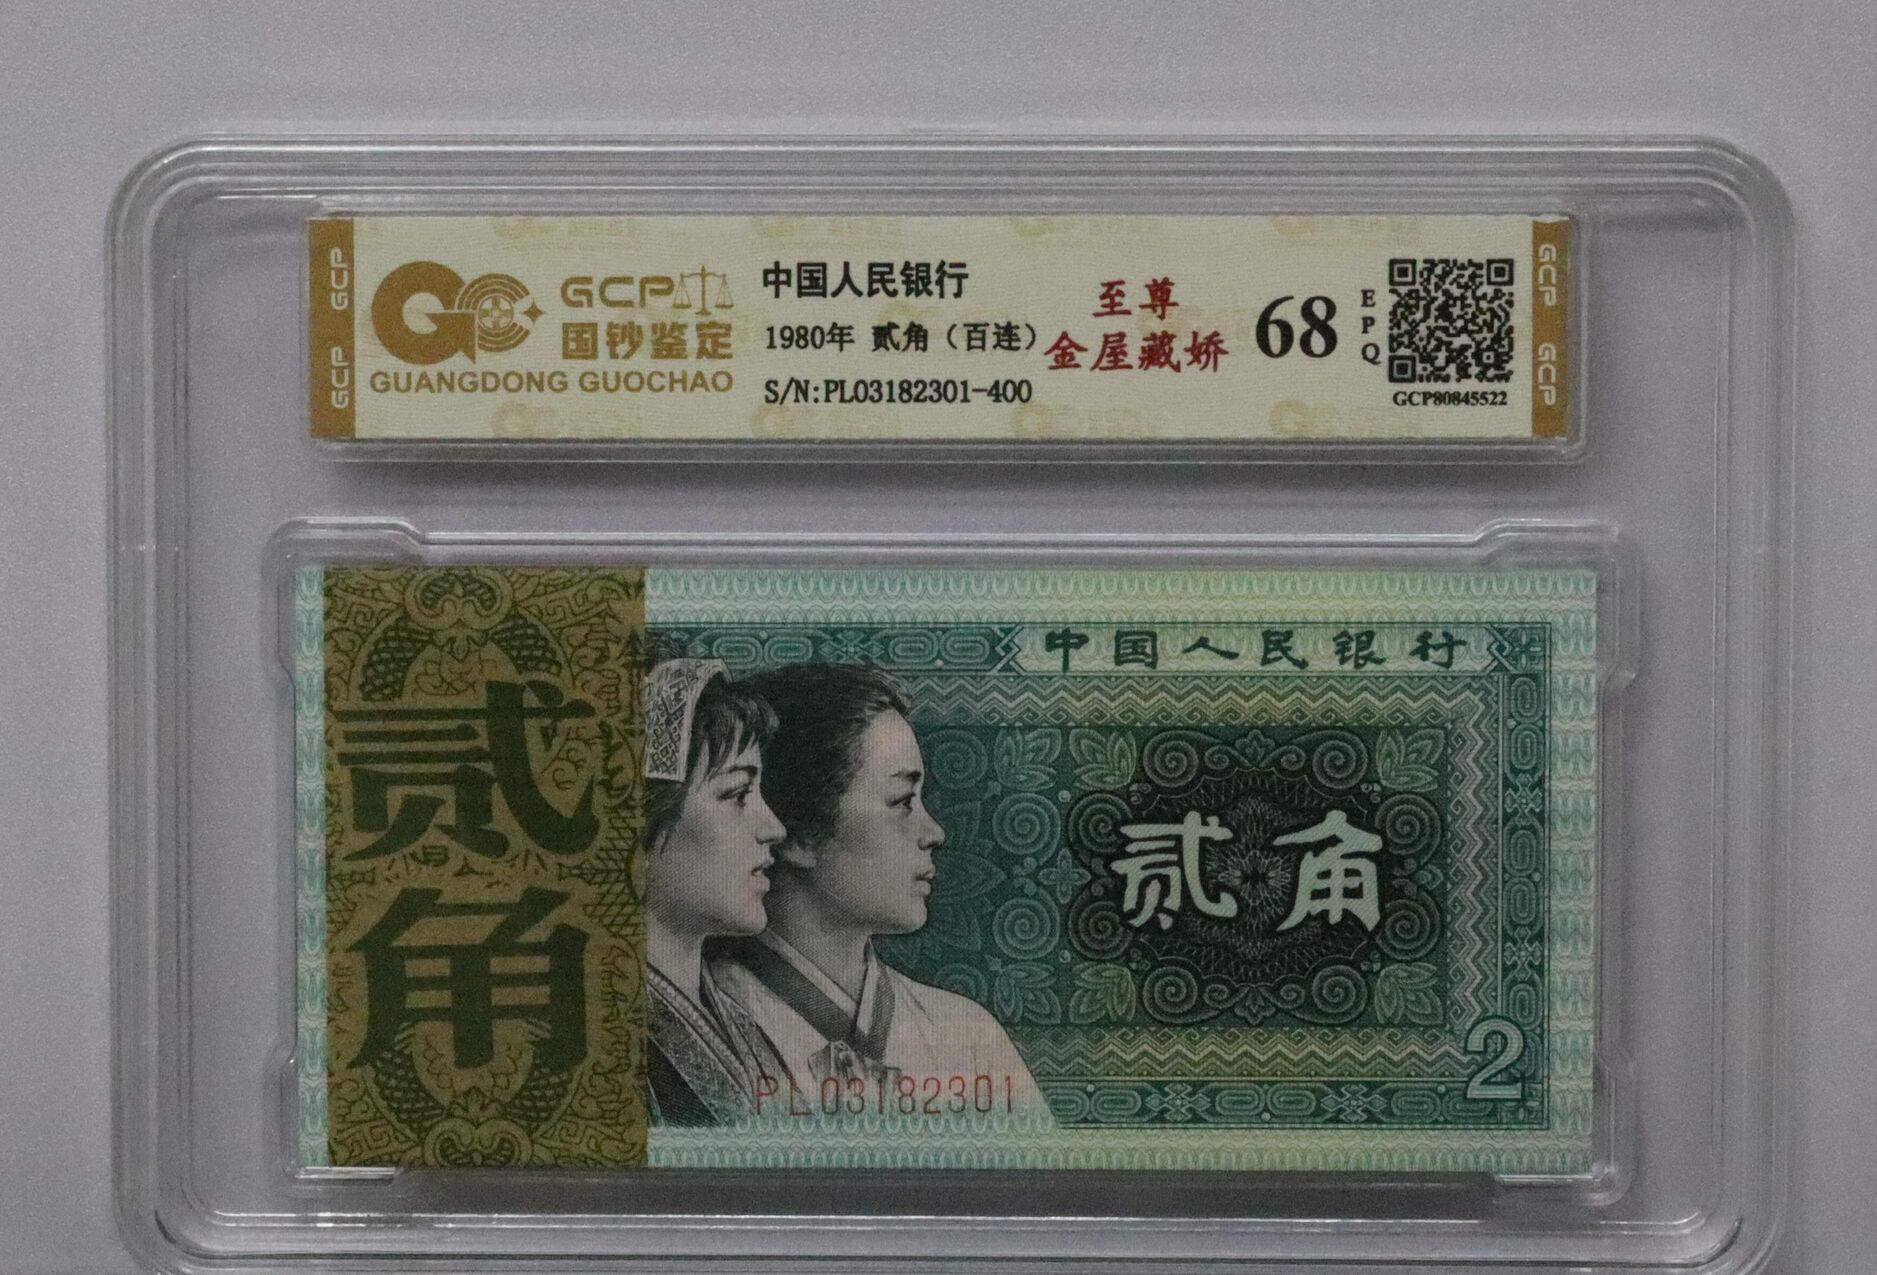 GCP
GCP
GCP
国钞鉴定
GUANGDONG GUOCHAO
中国人民银行
1980年 贰角（百连）
S/N:PL03182301-400
至尊
金屋藏娇
68
EPQ
GCP80845522
GCP
GCP
贰角
中国人民银行
贰角
2
PL03182301